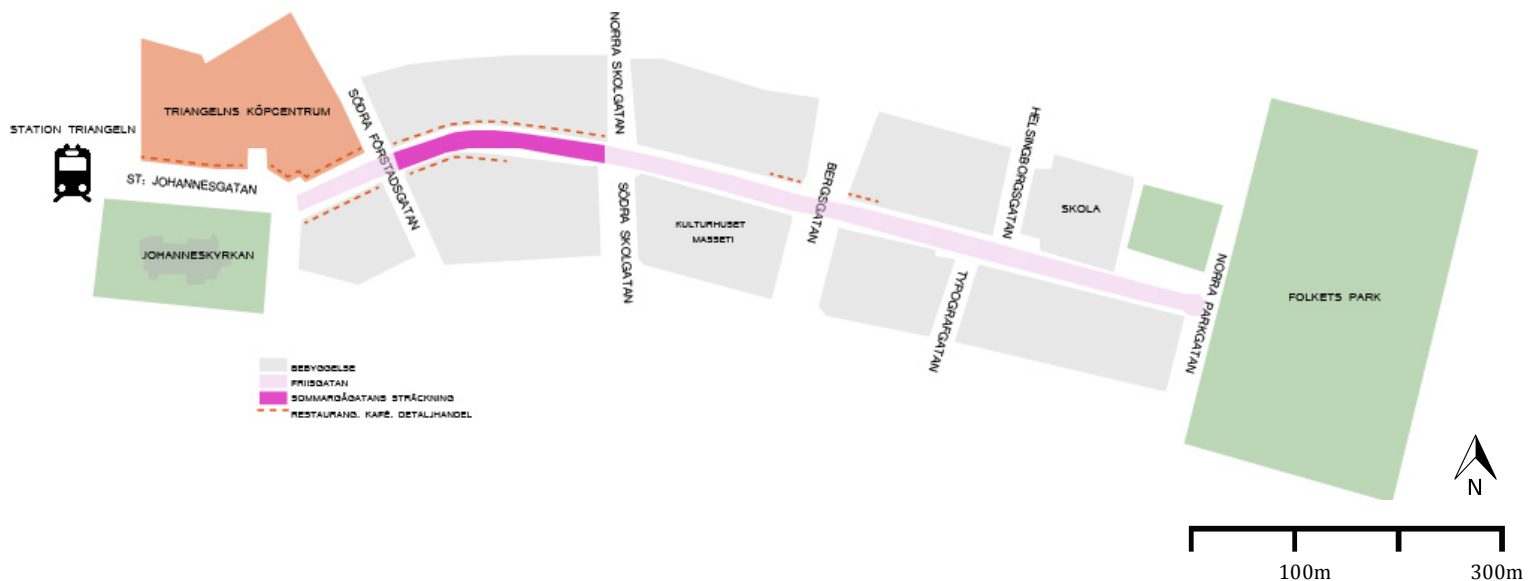 NORRA SKOLGATAN
SÖDRA FÖRSTADSGATAN
TRIANGELNS KÖPCENTRUM
HELSINGBORGSGATAN
STATION TRIANGELN
BERGSGATAN
ST: JOHANNESGATAN
SÖDRA SKOLGATAN
SKOLA
KULTURHUSET
MASSETI
JOHANNESKYRKAN
NORRA PARKGATAN
TYPOGRAFGATAN
FOLKETS PARK
BEBYGGELSE
FRIISGATAN
SOMMARGÅGATANS STRÄCKNING
RESTAURANG. KAFÉ. DETALJHANDEL
N
100m
300m